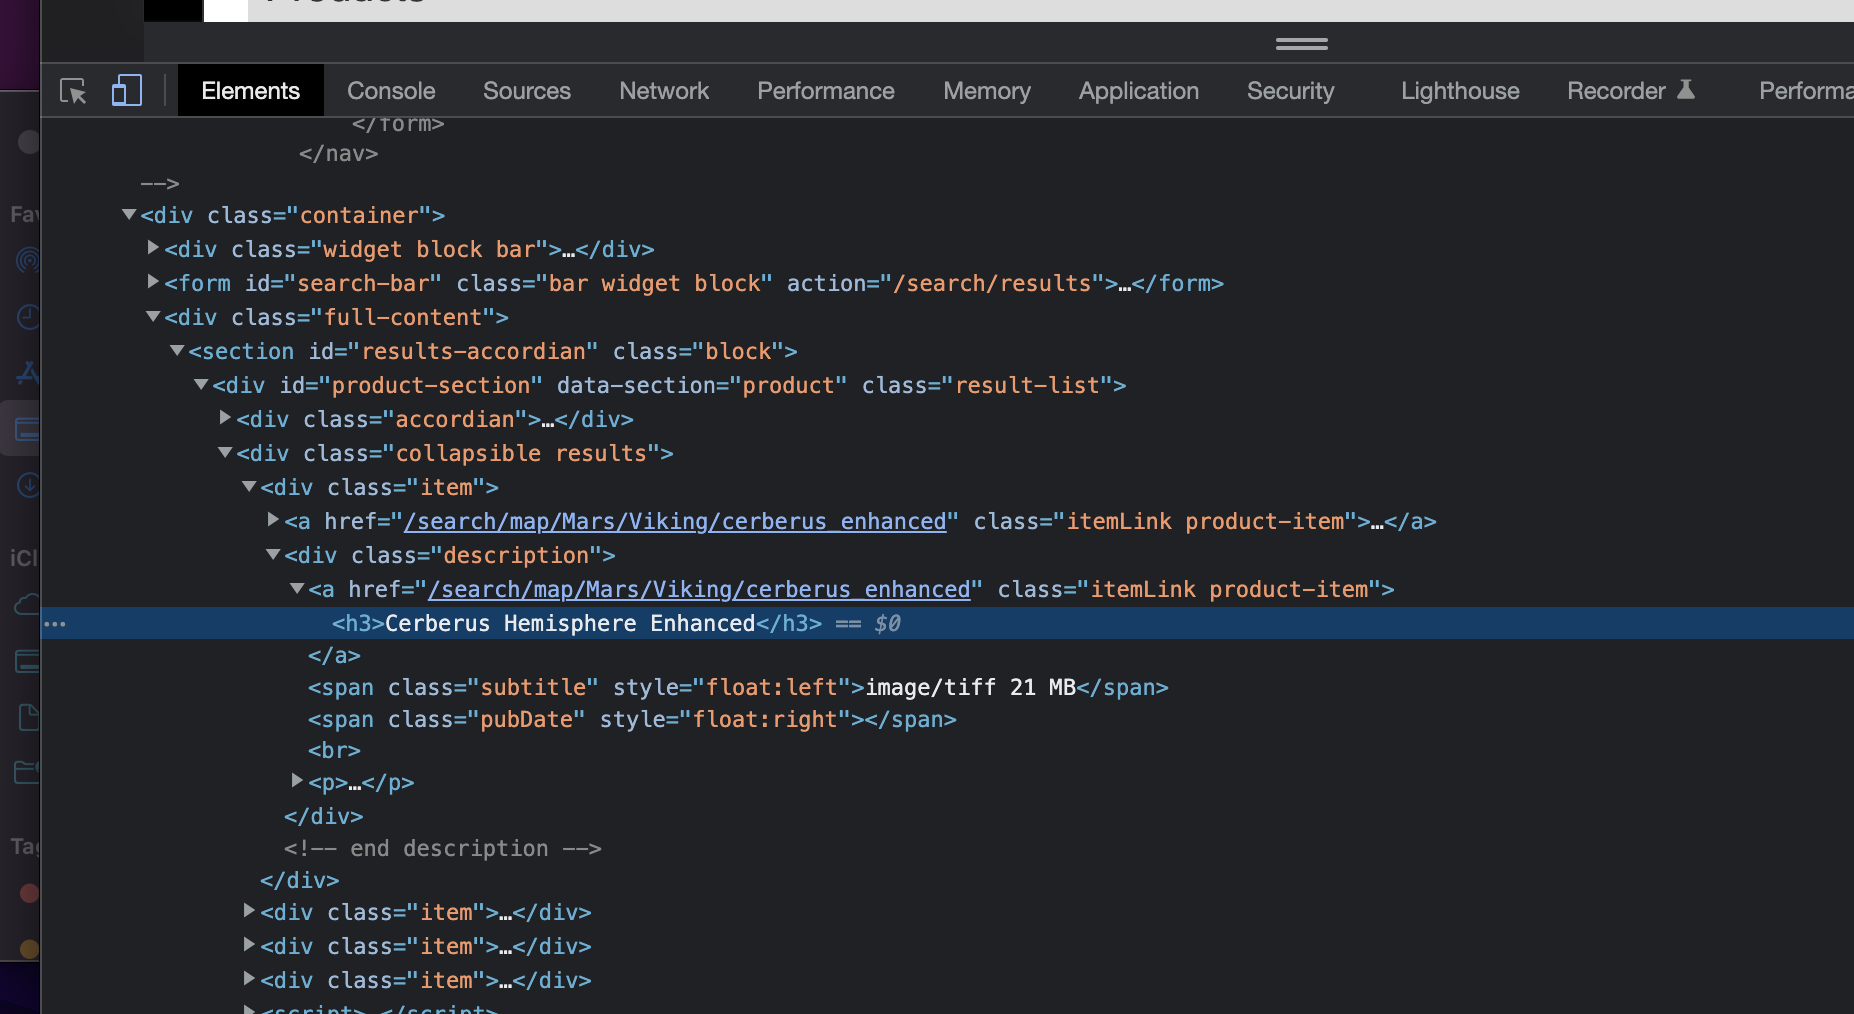 Products
Elements Console Sources Network Performance Memory Application Security Lighthouse Recorder
</form>
</nav>
-->
<div class="container">
<div class="widget block bar">…</div>
<form id="search-bar" class="bar widget block" action="/search/results">…</form>
<div class="full-content">
<section id="results-accordian" class="block">
<div id="product-section" data-section="product" class="result-list">
<div class="accordian">…</div>
<div class="collapsible results">
<div class="item">
<a href="/search/map/Mars/Viking/cerberus_enhanced" class="itemLink product-item">…</a>
<div class="description">
<a href="/search/map/Mars/Viking/cerberus_enhanced" class="itemLink product-item">
<h3>Cerberus Hemisphere Enhanced</h3> == $0
</a>
<span class="subtitle" style="float:left">image/tiff 21 MB</span>
<span class="pubDate" style="float:right"></span>
<br>
<p>…</p>
</div>
<!-- end description -->
</div>
<div class="item">…</div>
<div class="item">…</div>
<div class="item">…</div>
<script> </script>